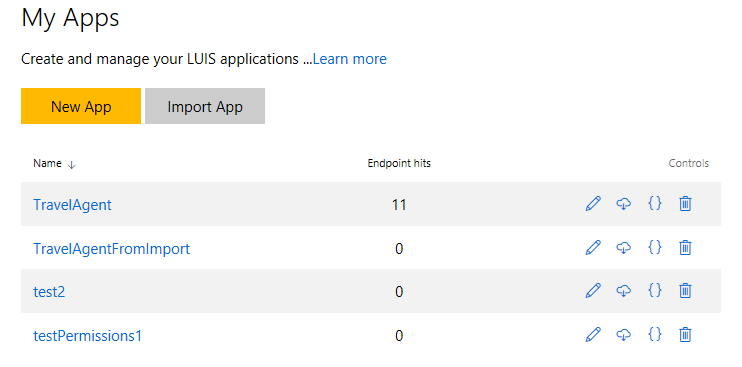 My Apps
Create and manage your LUIS applications ...Learn more
New App Import App
Name ↓ Endpoint hits Controls
TravelAgent 11 {}
TravelAgentFromImport 0 {}
test2 0 {}
testPermissions1 0 {}